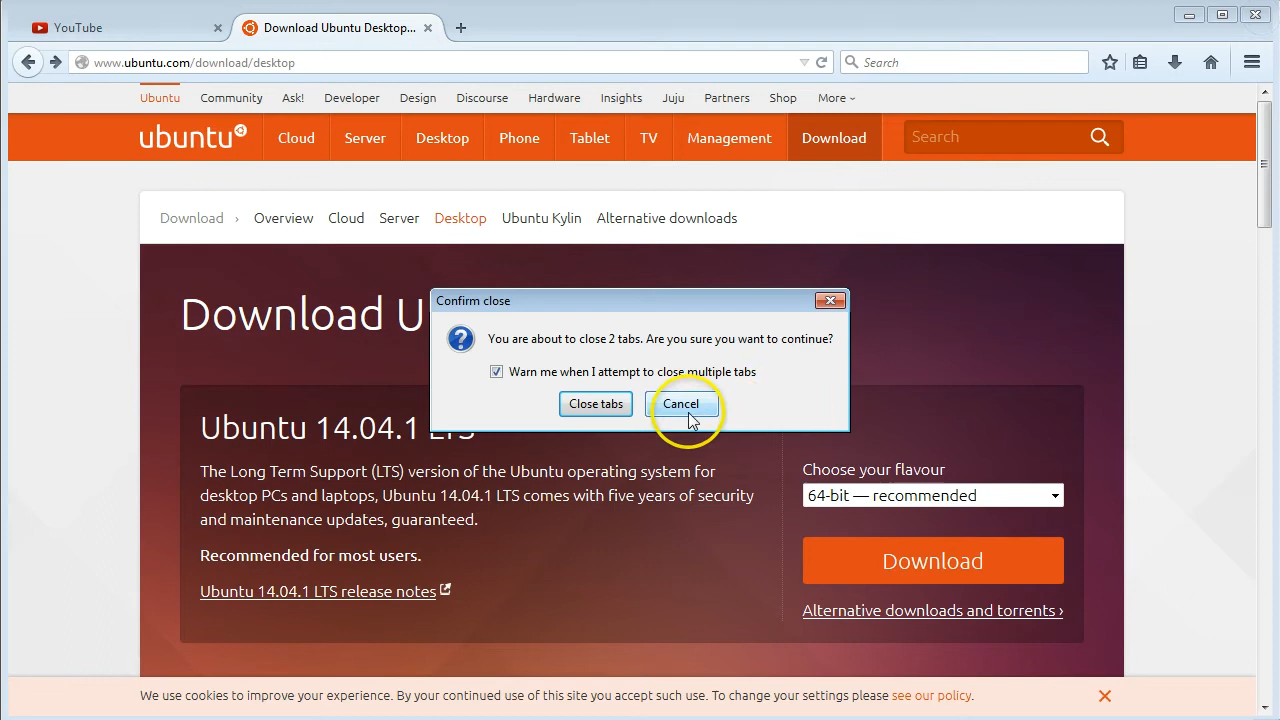 YouTube
Download Ubuntu Desktop...
www.ubuntu.com/download/desktop
Search
Ubuntu Community Ask! Developer Design Discourse Hardware Insights Juju Partners Shop More
ubuntu Cloud Server Desktop Phone Tablet TV Management Download Search
Download › Overview Cloud Server Desktop Ubuntu Kylin Alternative downloads
Download U
Confirm close
You are about to close 2 tabs. Are you sure you want to continue?
Warn me when I attempt to close multiple tabs
Close tabs Cancel
Ubuntu 14.04.1 LTS
The Long Term Support (LTS) version of the Ubuntu operating system for
desktop PCs and laptops, Ubuntu 14.04.1 LTS comes with five years of security
and maintenance updates, guaranteed.
Recommended for most users.
Ubuntu 14.04.1 LTS release notes
Choose your flavour
64-bit — recommended
Download
Alternative downloads and torrents ›
We use cookies to improve your experience. By your continued use of this site you accept such use. To change your settings please see our policy.